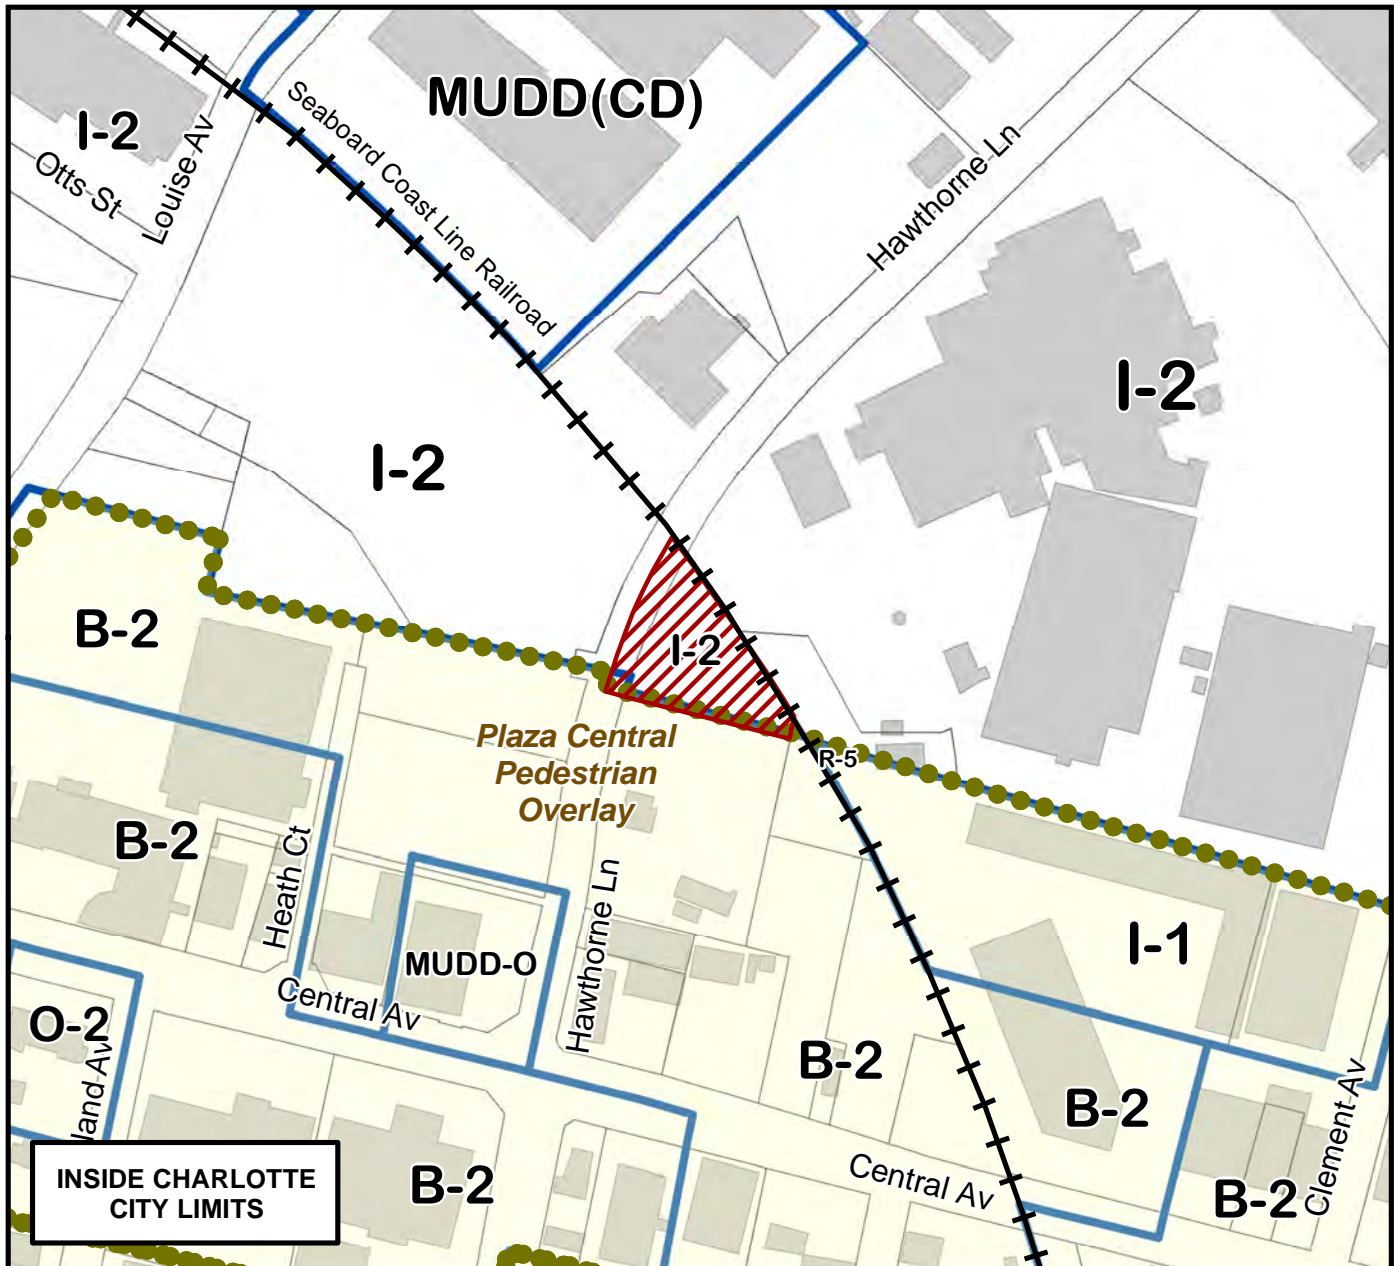 MUDD(CD)
I-2
Otts St
Louise Av
Seaboard Coast Line Railroad
Hawthorne Ln
I-2
I-2
I-2
B-2
Plaza Central
Pedestrian
Overlay
R-5
B-2
Heath Ct
MUDD-O
Hawthorne Ln
Central Av
I-1
O-2
land Av
B-2
B-2
Clement Av
B-2
Central Av
B-2
INSIDE CHARLOTTE
CITY LIMITS